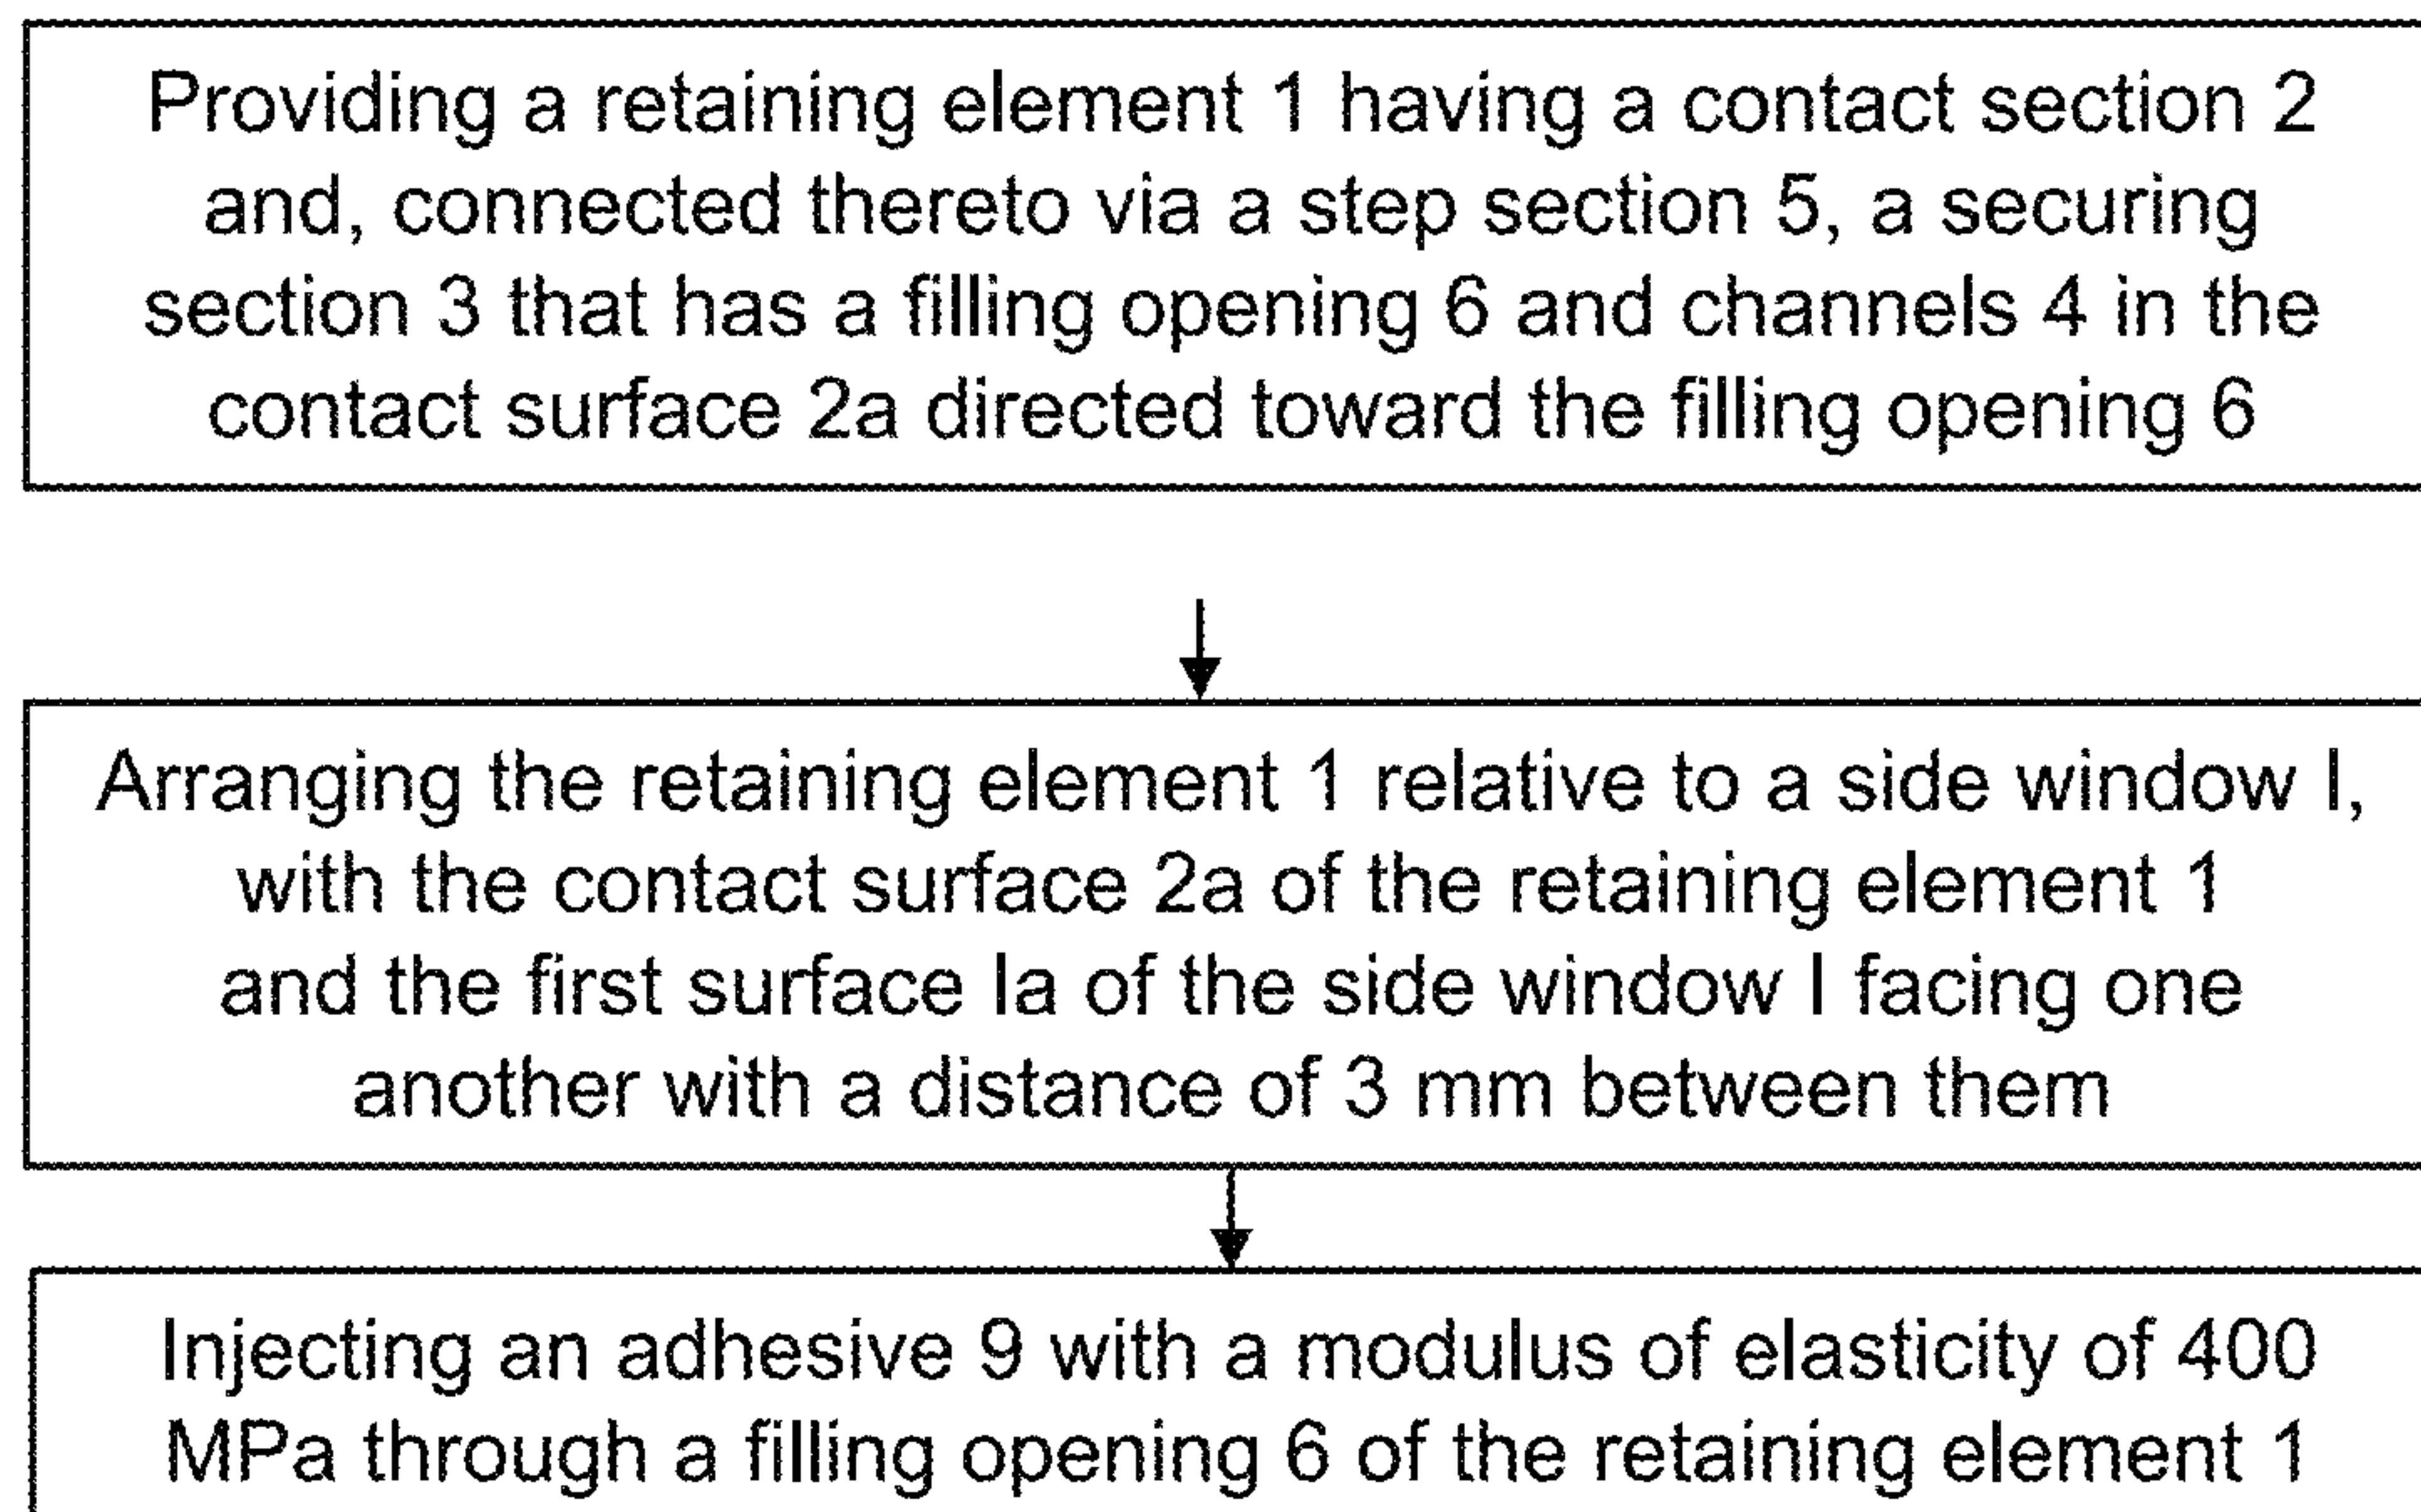 Providing a retaining element 1 having a contact section 2
and, connected thereto via a step section 5, a securing
section 3 that has a filling opening 6 and channels 4 in the
contact surface 2a directed toward the filling opening 6
Arranging the retaining element 1 relative to a side window I,
with the contact surface 2a of the retaining element 1
and the first surface Ia of the side window I facing one
another with a distance of 3 mm between them
Injecting an adhesive 9 with a modulus of elasticity of 400
MPa through a filling opening 6 of the retaining element 1